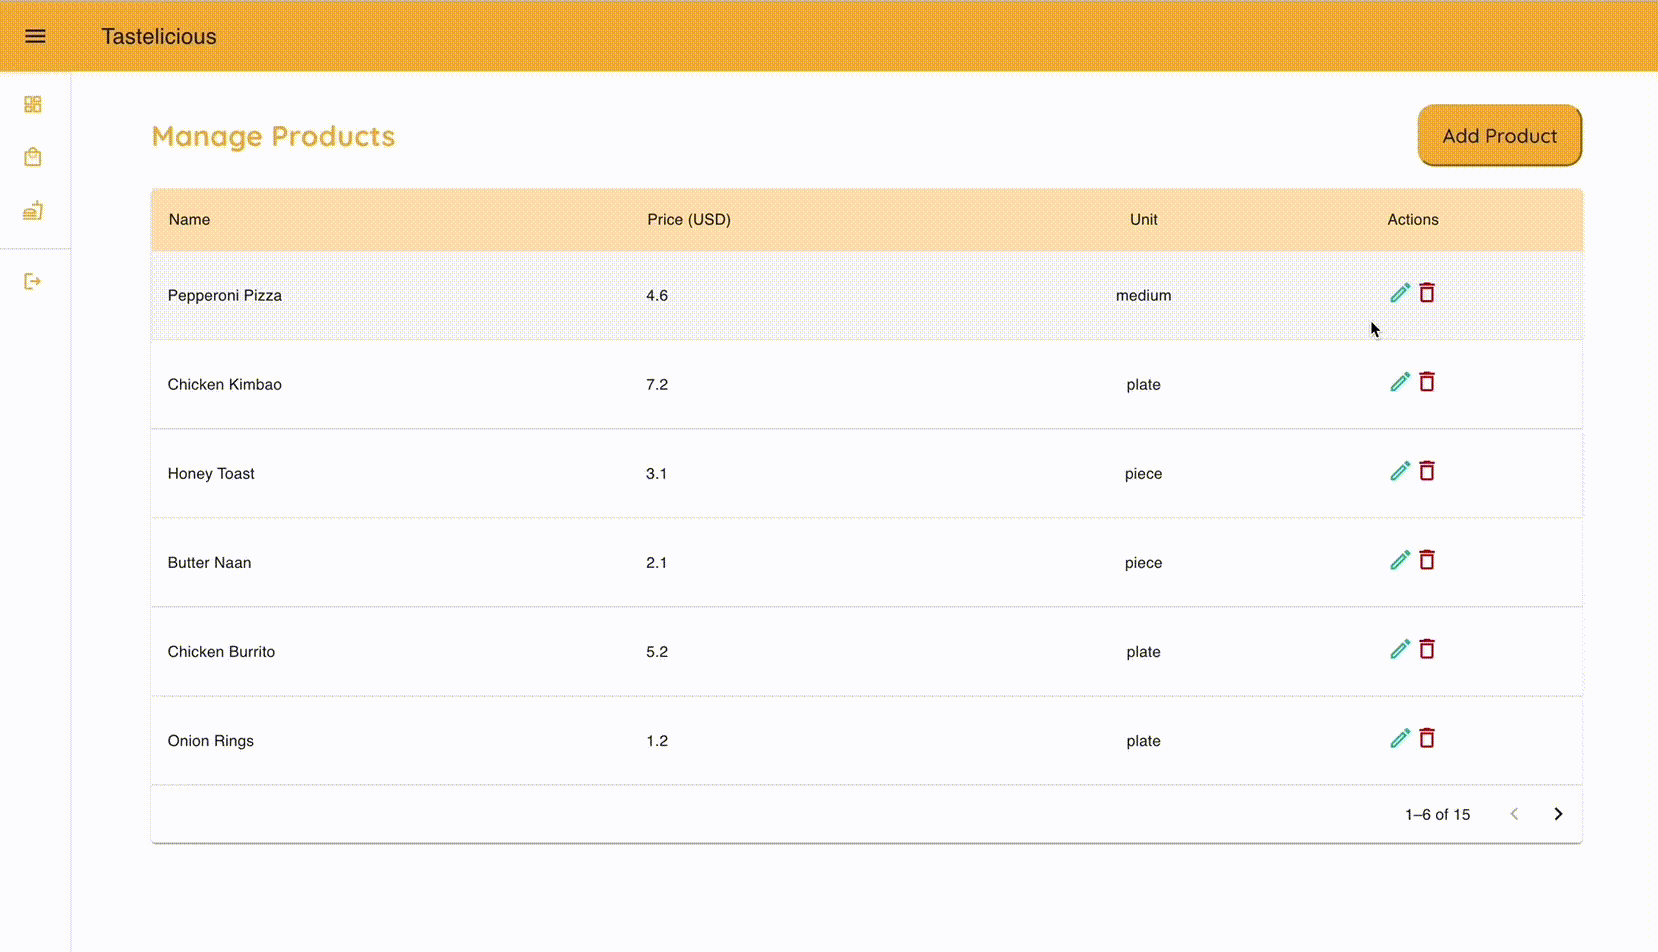 Tastelicious
Manage Products
Add Product
Name Price (USD) Unit Actions
Pepperoni Pizza 4.6 medium
Chicken Kimbao 7.2 plate
Honey Toast 3.1 piece
Butter Naan 2.1 piece
Chicken Burrito 5.2 plate
Onion Rings 1.2 plate
1–6 of 15